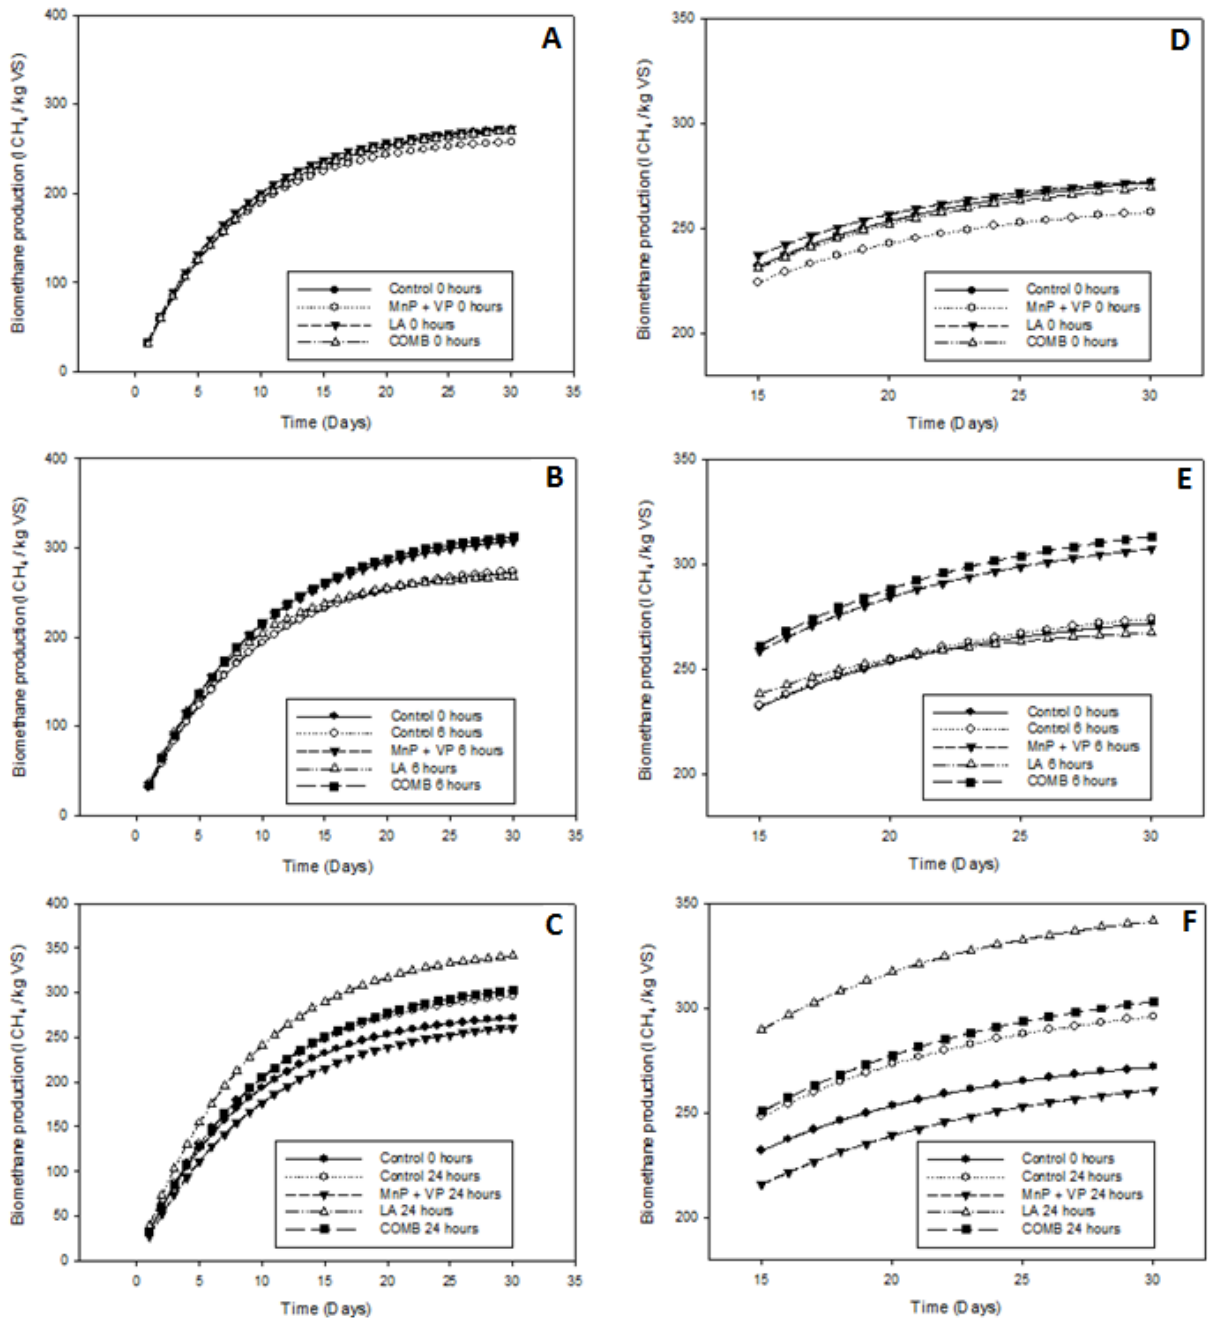 A
Biomethane production (l CH₄ / kg VS)
400
300
200
100
0
Control 0 hours
MnP + VP 0 hours
LA 0 hours
COMB 0 hours
0 5 10 15 20 25 30 35
Time (Days)
D
Biomethane production (l CH₄ / kg VS)
350
300
250
200
Control 0 hours
MnP + VP 0 hours
LA 0 hours
COMB 0 hours
15 20 25 30
Time (Days)
B
Biomethane production (l CH₄ / kg VS)
400
300
200
100
0
Control 0 hours
Control 6 hours
MnP + VP 6 hours
LA 6 hours
COMB 6 hours
0 5 10 15 20 25 30 35
Time (Days)
E
Biomethane production (l CH₄ / kg VS)
350
300
250
200
Control 0 hours
Control 6 hours
MnP + VP 6 hours
LA 6 hours
COMB 6 hours
15 20 25 30
Time (Days)
C
Biomethane production (l CH₄ / kg VS)
400
350
300
250
200
150
100
50
0
Control 0 hours
Control 24 hours
MnP + VP 24 hours
LA 24 hours
COMB 24 hours
0 5 10 15 20 25 30 35
Time (Days)
F
Biomethane production (l CH₄ / kg VS)
350
300
250
200
Control 0 hours
Control 24 hours
MnP + VP 24 hours
LA 24 hours
COMB 24 hours
15 20 25 30
Time (Days)